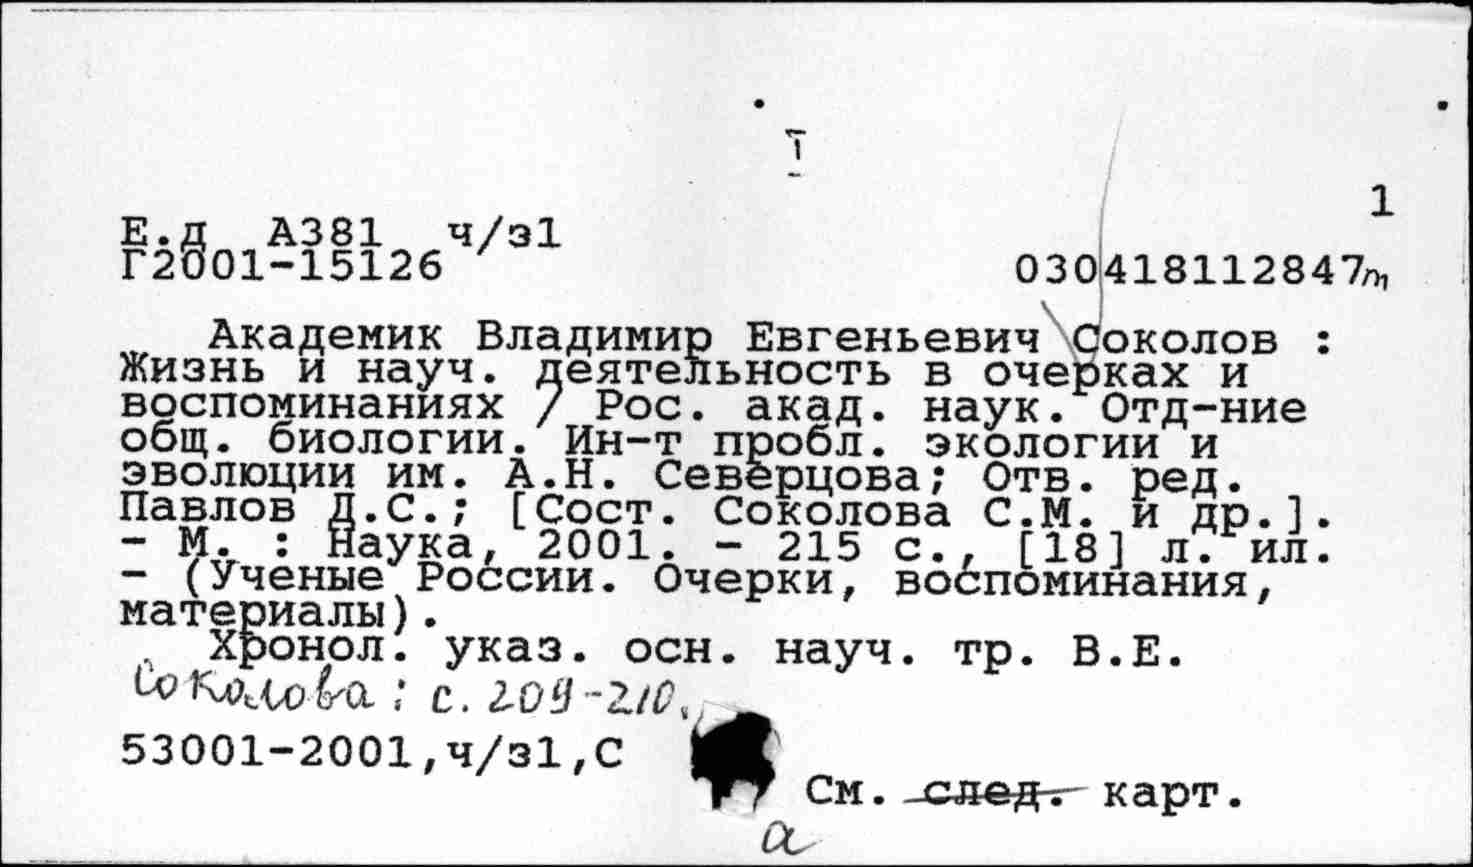 1
Е.д А381 ч/з1
Г2001-15126
030418112847m
Академик Владимир Евгеньевич Соколов :
Жизнь и науч. деятельность в очерках и
воспоминаниях / Рос. акад. наук. Отд-ние
общ. биологии. Ин-т пробл. экологии и
эволюции им. А.Н. Северцова; Отв. ред.
Павлов Д.С.; [Сост. Соколова С.М. и др.].
- М. : Наука, 2001. - 215 с., [18] л. ил.
- (Ученые России. Очерки, воспоминания,
материалы).
Хронол. указ. осн. науч. тр. В.Е.
Соколова : с. 209-210.
53001-2001,ч/з1,С
См. след. карт.
а